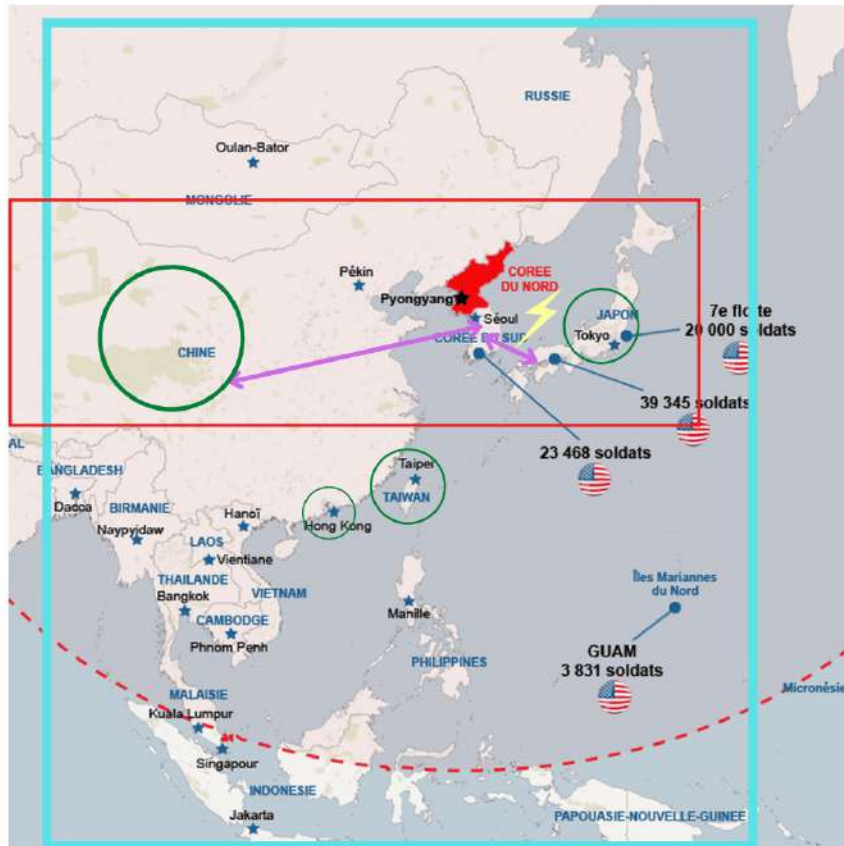 RUSSIE
Oulan-Bator
MONGOLIE
Pékin
COREE
DU NORD
Pyongyang
Séoul
COREE DU SUD
JAPON
Tokyo
7e flotte
20 000 soldats
CHINE
39 345 soldats
23 468 soldats
AL
BANGLADESH
Dacca
BIRMANIE
Naypyidaw
Hanoï
LAOS
Vientiane
THAILANDE
Bangkok
VIETNAM
CAMBODGE
Phnom Penh
Hong Kong
Taipei
TAIWAN
Manille
PHILIPPINES
Îles Mariannes
du Nord
GUAM
3 831 soldats
Micronésie
MALAISIE
Kuala Lumpur
Singapour
INDONESIE
Jakarta
PAPOUASIE-NOUVELLE-GUINEE